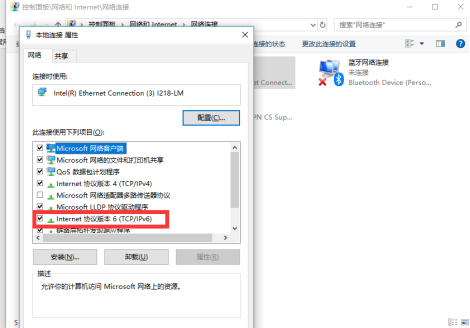 控制面板\网络和 Internet\网络连接
控制面板 › 网络和 Internet › 网络连接
搜索"网络连接"
本地连接 属性
网络 共享
连接时使用:
Intel(R) Ethernet Connection (3) I218-LM
配置(C)...
此连接使用下列项目(O):
Microsoft 网络客户端
Microsoft 网络的文件和打印机共享
QoS 数据包计划程序
Internet 协议版本 4 (TCP/IPv4)
Microsoft 网络适配器多路传送器协议
Microsoft LLDP 协议驱动程序
Internet 协议版本 6 (TCP/IPv6)
链路层拓扑发现响应程序
安装(N)... 卸载(U) 属性(R)
描述
允许你的计算机访问 Microsoft 网络上的资源。
连接的状态 更改此连接的设置
et Connect...
PN CS Sup...
蓝牙网络连接
未连接
Bluetooth Device (Perso...
5